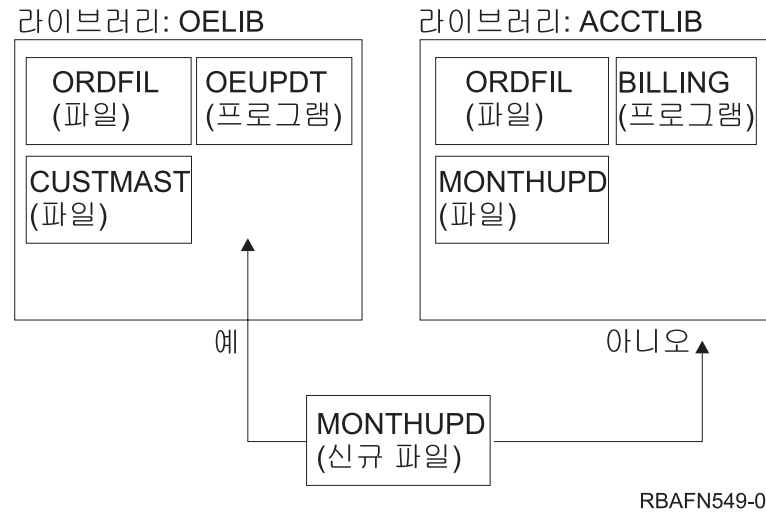 라이브러리: OELIB
ORDFIL
(파일)
OEUPDT
(프로그램)
CUSTMAST
(파일)
라이브러리: ACCTLIB
ORDFIL
(파일)
BILLING
(프로그램)
MONTHUPD
(파일)
예
아니오
MONTHUPD
(신규 파일)
RBAFN549-0